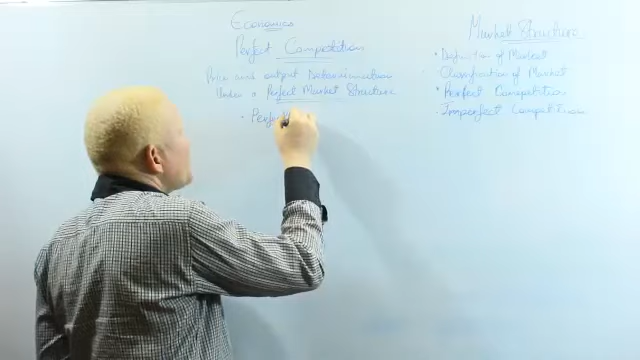 Economics
Perfect Competition
Price and output Determination
Under a Perfect Market Structure
• Perfe
Market Structure
• Definition of Market
• Classification of Market
• Perfect Competition
• Imperfect Competition